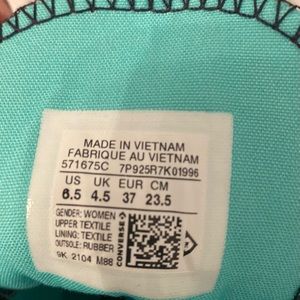 MADE IN VIETNAM
FABRIQUE AU VIETNAM
571675C 7P925R7K01996
US UK EUR CM
6.5 4.5 37 23.5
GENDER: WOMEN
UPPER: TEXTILE
LINING: TEXTILE
OUTSOLE: RUBBER
CONVERSE
9K 2104 M88